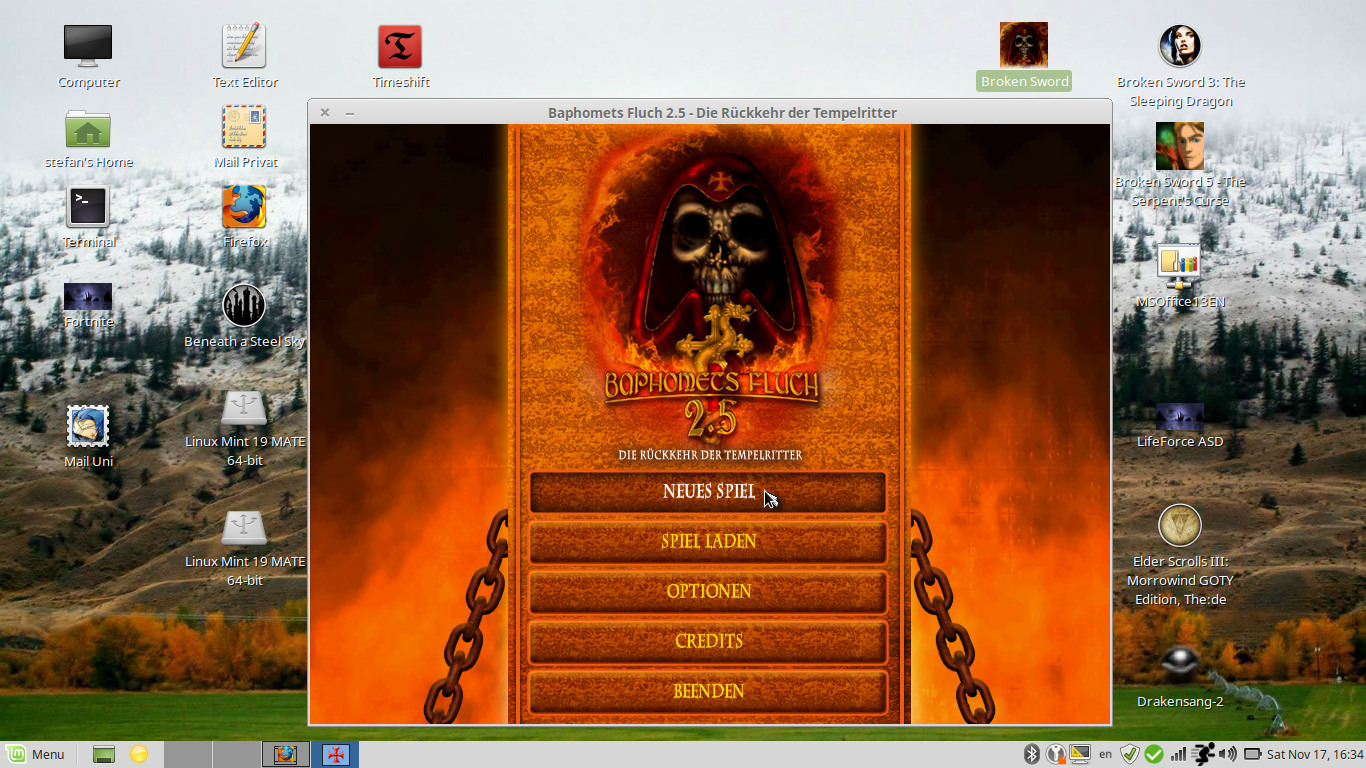 Computer
Text Editor
Timeshift
Broken Sword
Broken Sword 3: The
Sleeping Dragon
stefan's Home
Mail Privat
Broken Sword 5 - The
Serpent's Curse
Terminal
Firefox
MSOffice13EN
Fortnite
Beneath a Steel Sky
Linux Mint 19 MATE
64-bit
LifeForce ASD
Mail Uni
Linux Mint 19 MATE
64-bit
Elder Scrolls III:
Morrowind GOTY
Edition, The:de
Drakensang-2
Baphomets Fluch 2.5 - Die Rückkehr der Tempelritter
BAPHOMETS FLUCH
2.5
DIE RÜCKKEHR DER TEMPELRITTER
NEUES SPIEL
SPIEL LADEN
OPTIONEN
CREDITS
BEENDEN
Menu
en
Sat Nov 17, 16:34